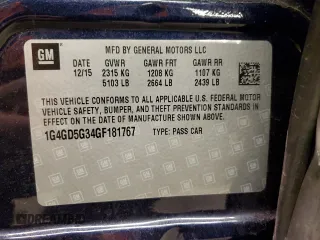 GM
MFD BY GENERAL MOTORS LLC
DATE GVWR GAWR FRT GAWR RR
12/15 2315 KG 1208 KG 1107 KG
5103 LB 2664 LB 2439 LB
THIS VEHICLE CONFORMS TO ALL APPLICABLE U.S. FEDERAL MOTOR
VEHICLE SAFETY, BUMPER, AND THEFT PREVENTION STANDARDS IN
EFFECT ON THE DATE OF MANUFACTURE SHOWN ABOVE.
1G4GD5G34GF181767 TYPE: PASS CAR
DREAMBID